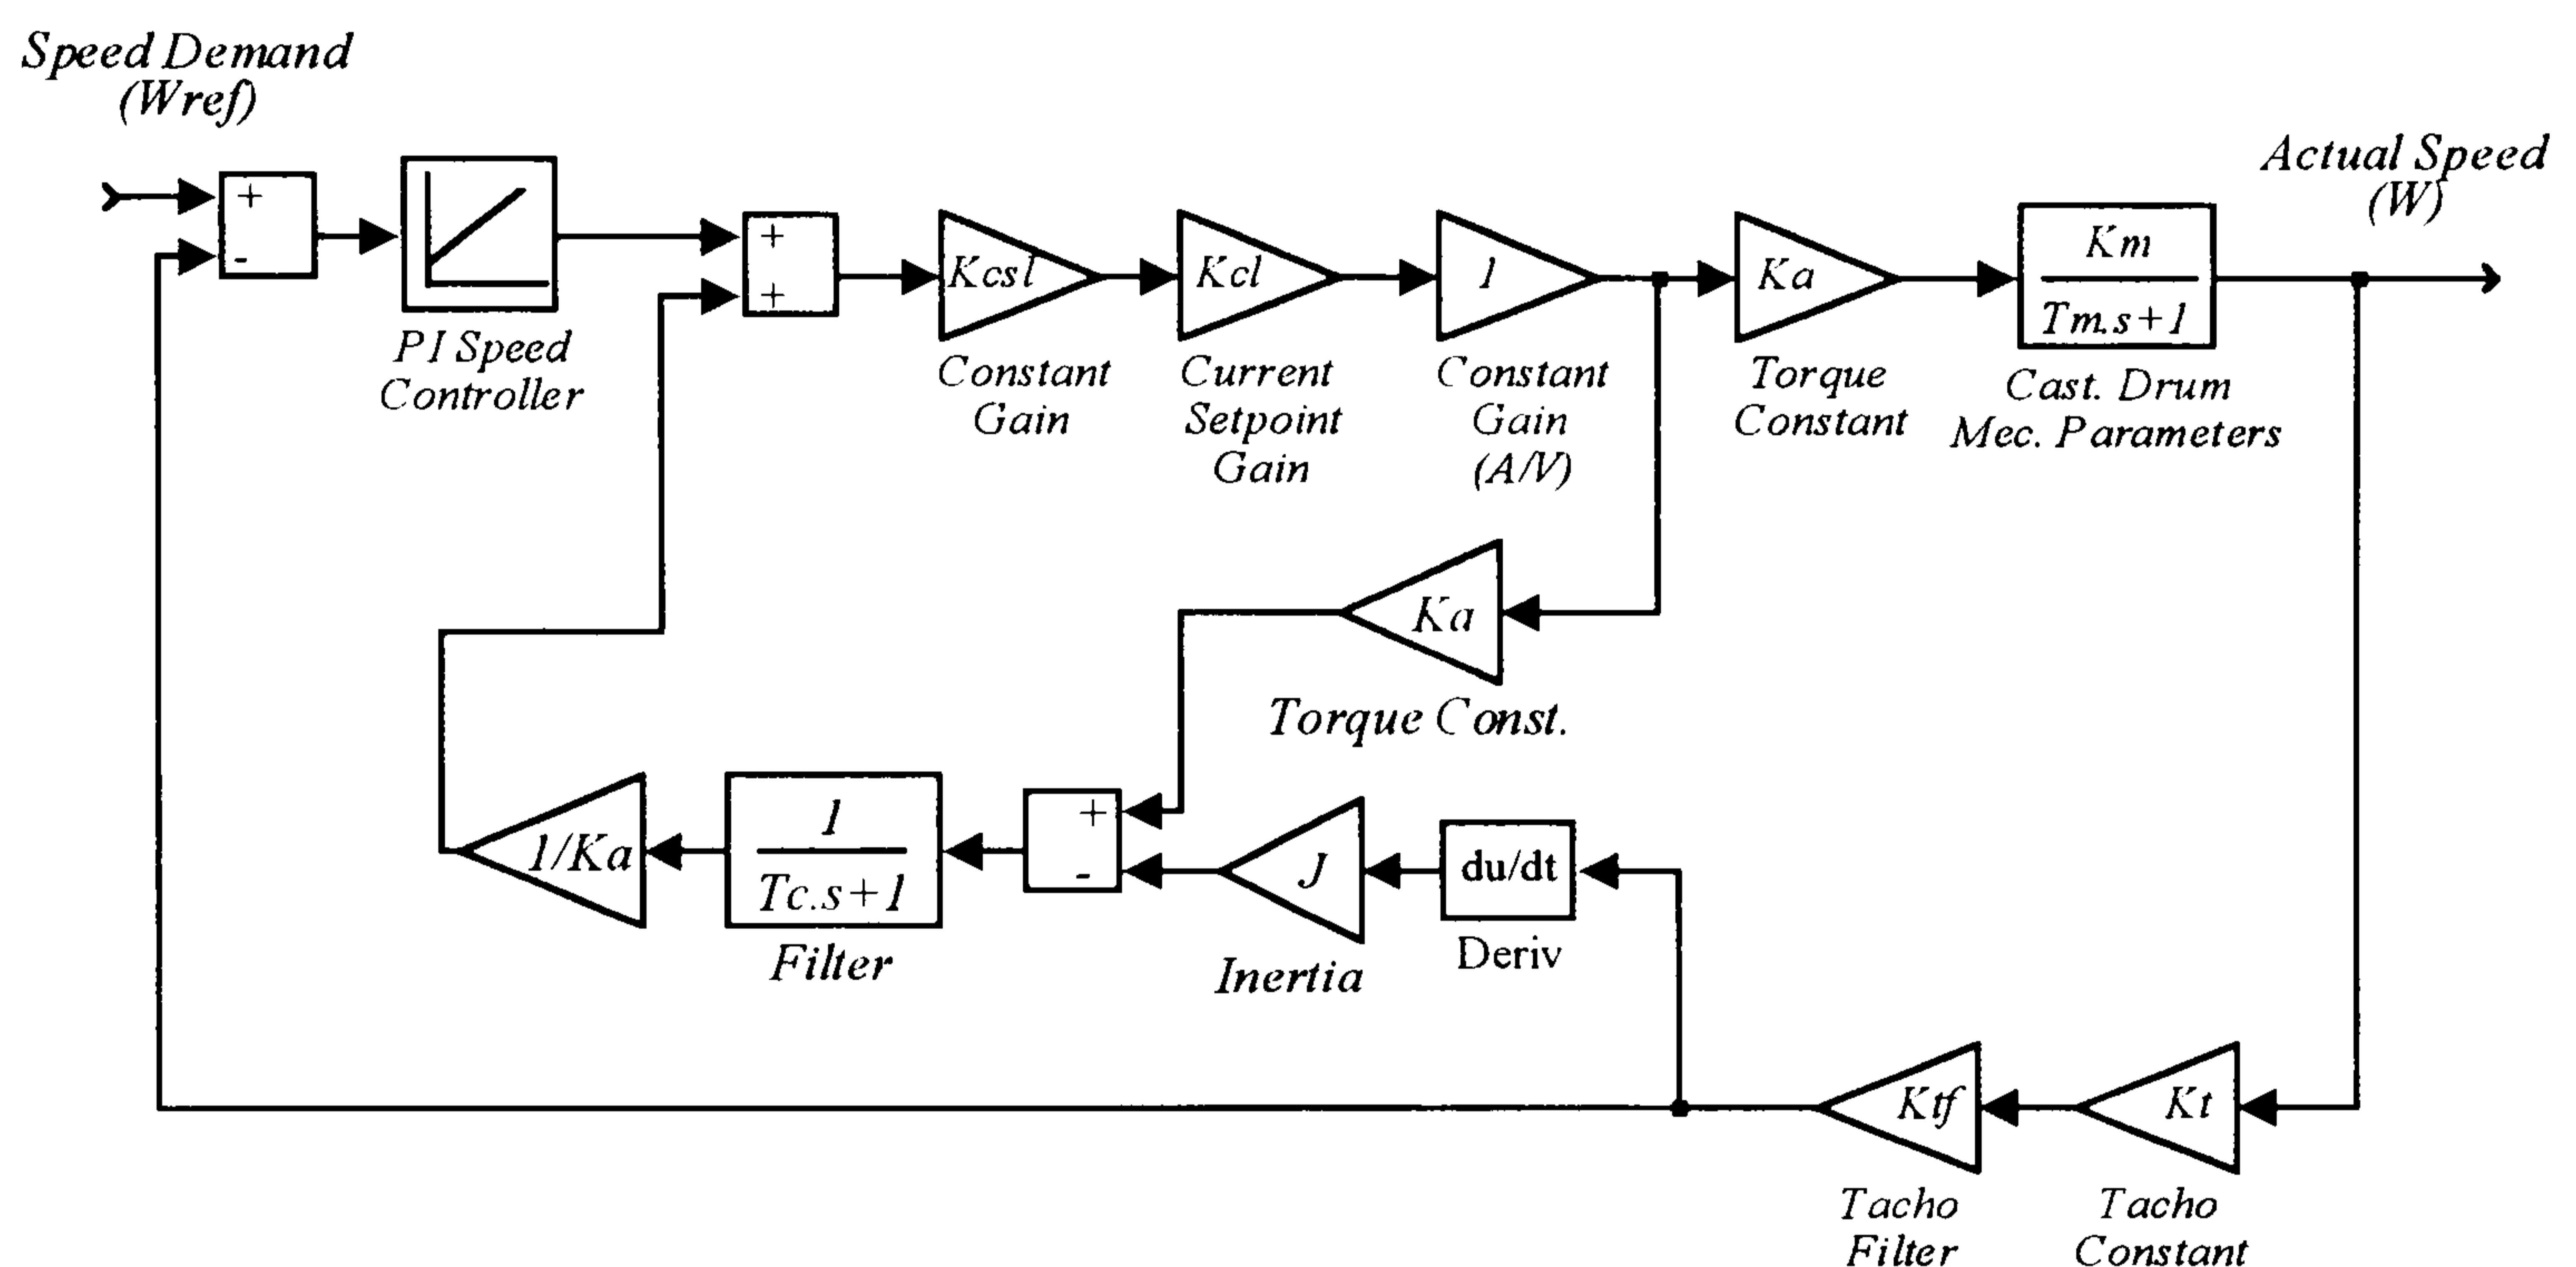 Speed Demand
(Wref)
Actual Speed
(W)
+
-
PI Speed
Controller
+
+
Kcsl
Constant
Gain
Kcl
Current
Setpoint
Gain
1
Constant
Gain
(A/V)
Ka
Torque
Constant
Km
Tm.s+1
Cast. Drum
Mec. Parameters
Ka
Torque Const.
1/Ka
1
Tc.s+1
Filter
+
-
J
Inertia
du/dt
Deriv
Ktf
Tacho
Filter
Kt
Tacho
Constant